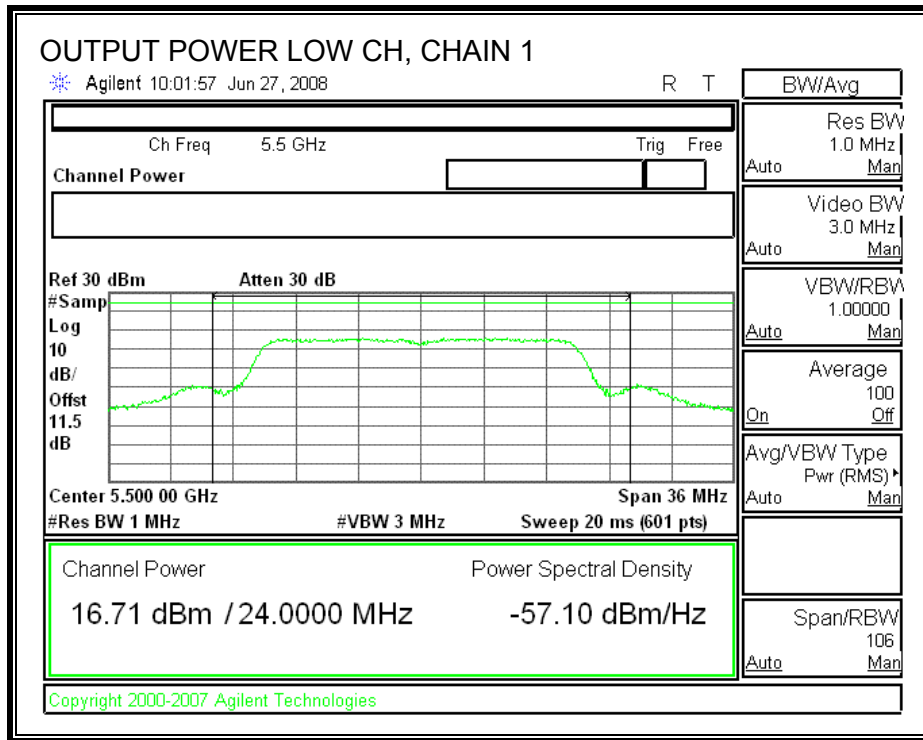 OUTPUT POWER LOW CH, CHAIN 1
Agilent 10:01:57 Jun 27, 2008 R T
BW/Avg
Res BW
1.0 MHz
Auto Man
Ch Freq 5.5 GHz Trig Free
Channel Power
Video BW
3.0 MHz
Auto Man
Ref 30 dBm Atten 30 dB
#Samp
Log
10
dB/
Offst
11.5
dB
VBW/RBW
1.00000
Auto Man
Average
100
On Off
Avg/VBW Type
Pwr (RMS)
Auto Man
Center 5.500 00 GHz Span 36 MHz
#Res BW 1 MHz #VBW 3 MHz Sweep 20 ms (601 pts)
Channel Power Power Spectral Density
16.71 dBm / 24.0000 MHz -57.10 dBm/Hz
Span/RBW
106
Auto Man
Copyright 2000-2007 Agilent Technologies